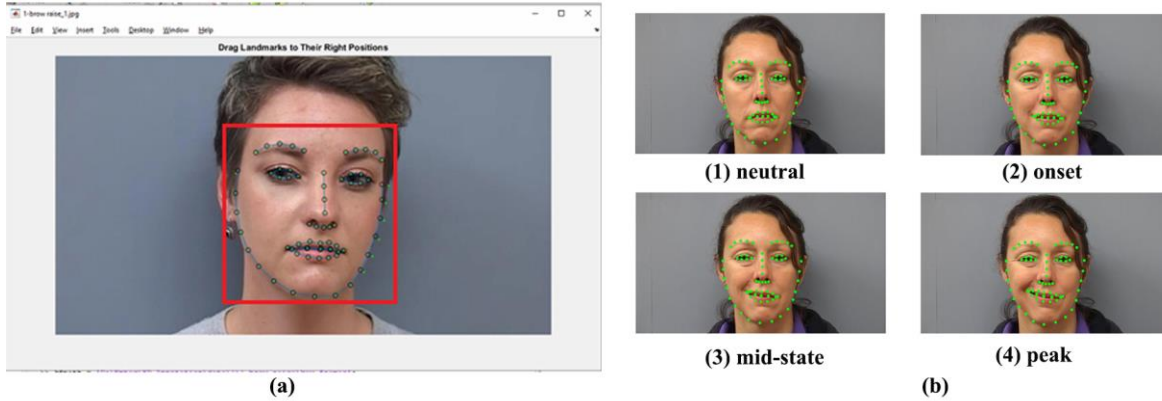 1-brow raise_1.jpg
File Edit View Insert Tools Desktop Window Help
Drag Landmarks to Their Right Positions
(a)
(1) neutral
(2) onset
(3) mid-state
(4) peak
(b)